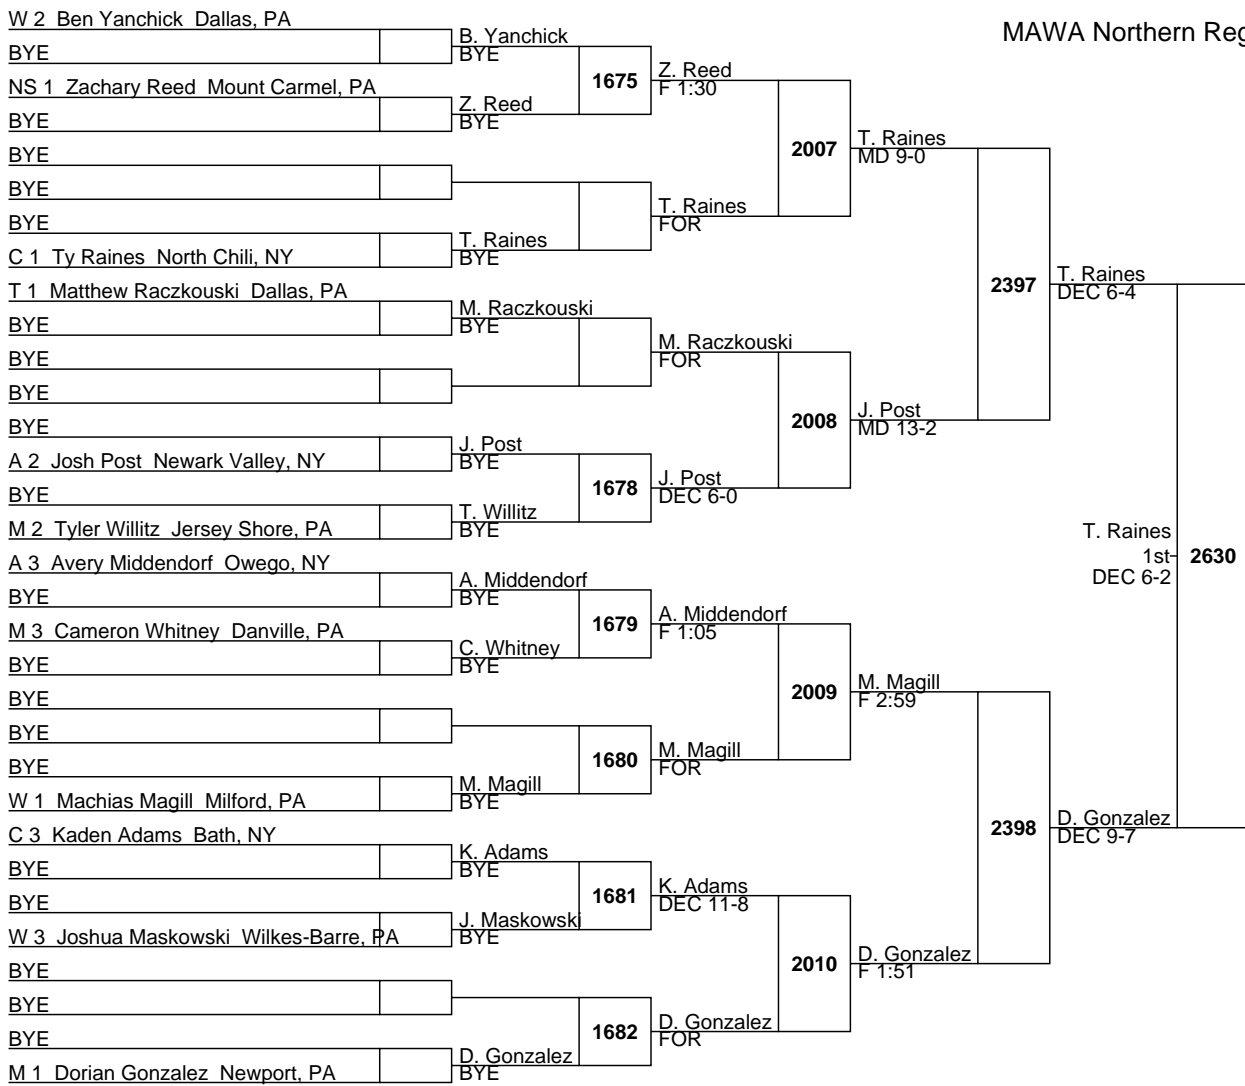 W 2 Ben Yanchick Dallas, PA
BYE
NS 1 Zachary Reed Mount Carmel, PA
BYE
BYE
BYE
BYE
C 1 Ty Raines North Chili, NY
T 1 Matthew Raczkouski Dallas, PA
BYE
BYE
BYE
BYE
A 2 Josh Post Newark Valley, NY
BYE
M 2 Tyler Willitz Jersey Shore, PA
A 3 Avery Middendorf Owego, NY
BYE
M 3 Cameron Whitney Danville, PA
BYE
BYE
BYE
BYE
W 1 Machias Magill Milford, PA
C 3 Kaden Adams Bath, NY
BYE
BYE
W 3 Joshua Maskowski Wilkes-Barre, PA
BYE
BYE
BYE
M 1 Dorian Gonzalez Newport, PA
B. Yanchick
BYE
Z. Reed
BYE
T. Raines
BYE
M. Raczkouski
BYE
J. Post
BYE
T. Willitz
BYE
A. Middendorf
BYE
C. Whitney
BYE
M. Magill
BYE
K. Adams
BYE
J. Maskowski
BYE
D. Gonzalez
BYE
1675
1678
1679
1680
1681
1682
Z. Reed
F 1:30
T. Raines
FOR
M. Raczkouski
FOR
J. Post
DEC 6-0
A. Middendorf
F 1:05
M. Magill
FOR
K. Adams
DEC 11-8
D. Gonzalez
FOR
2007
2008
2009
2010
T. Raines
MD 9-0
J. Post
MD 13-2
M. Magill
F 2:59
D. Gonzalez
F 1:51
2397
2398
T. Raines
DEC 6-4
D. Gonzalez
DEC 9-7
T. Raines
1st
DEC 6-2
2630
MAWA Northern Reg